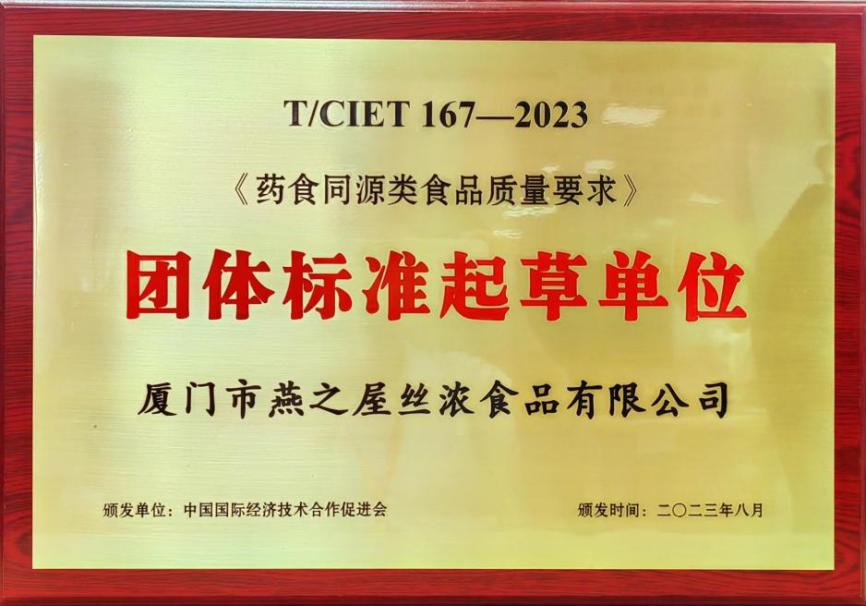 T/CIET 167—2023
《药食同源类食品质量要求》
团体标准起草单位
厦门市燕之屋丝浓食品有限公司
颁发单位：中国国际经济技术合作促进会 颁发时间：二〇二三年八月